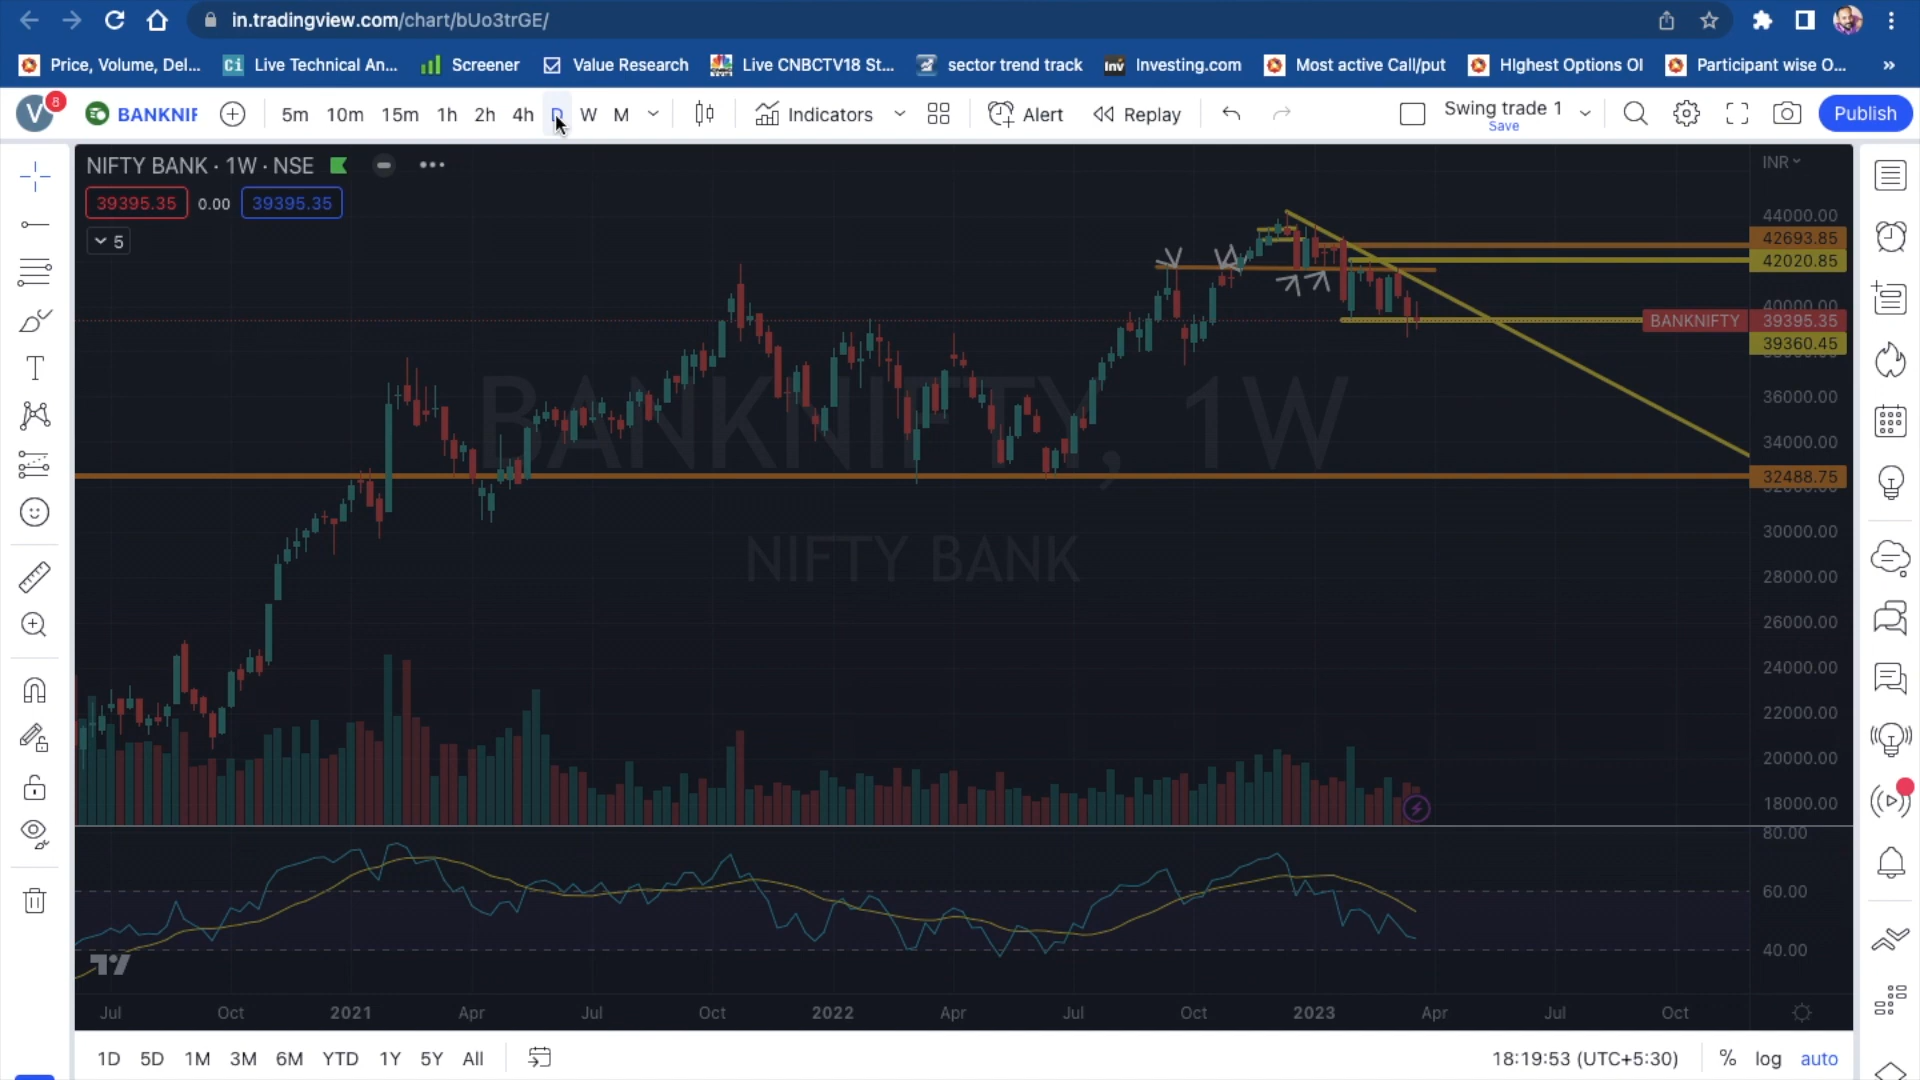 in.tradingview.com/chart/bUo3trGE/
Price, Volume, Del... Live Technical An... Screener Value Research Live CNBCTV18 St... sector trend track Investing.com Most active Call/put HIghest Options OI Participant wise O... »
V 8 BANKNIF 5m 10m 15m 1h 2h 4h D W M Indicators Alert Replay Swing trade 1 Save Publish
NIFTY BANK · 1W · NSE
39395.35 0.00 39395.35
5
INR
44000.00
42693.85
42020.85
40000.00
BANKNIFTY 39395.35
39360.45
38000.00
36000.00
34000.00
32488.75
32000.00
30000.00
28000.00
26000.00
24000.00
22000.00
20000.00
18000.00
BANKNIFTY, 1W
NIFTY BANK
80.00
60.00
40.00
Jul Oct 2021 Apr Jul Oct 2022 Apr Jul Oct 2023 Apr Jul Oct
1D 5D 1M 3M 6M YTD 1Y 5Y All 18:19:53 (UTC+5:30) % log auto